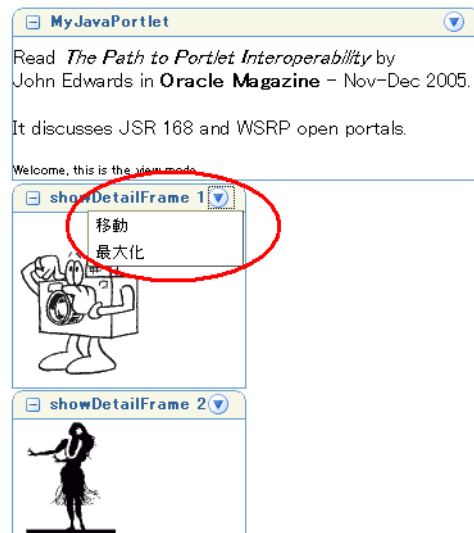 MyJavaPortlet
Read The Path to Portlet Interoperability by
John Edwards in Oracle Magazine - Nov-Dec 2005.
It discusses JSR 168 and WSRP open portals.
Welcome, this is the view mode.
showDetailFrame 1
移動
最大化
showDetailFrame 2